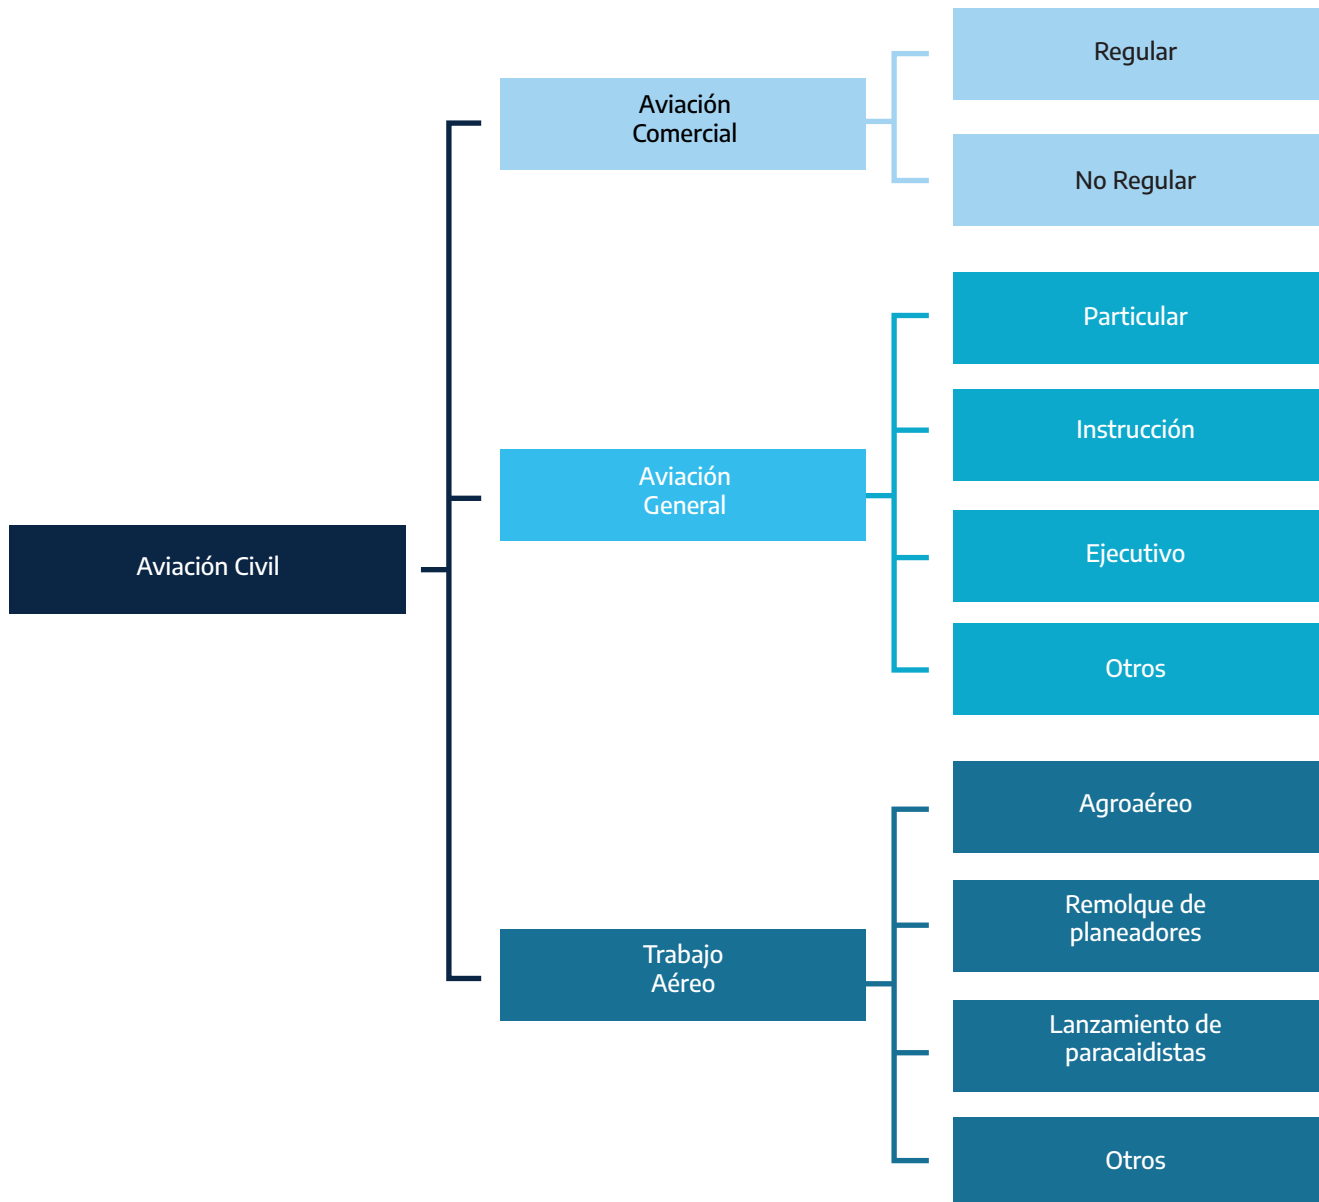 Aviación Civil
Aviación
Comercial
Regular
No Regular
Aviación
General
Particular
Instrucción
Ejecutivo
Otros
Trabajo
Aéreo
Agroaéreo
Remolque de
planeadores
Lanzamiento de
paracaidistas
Otros